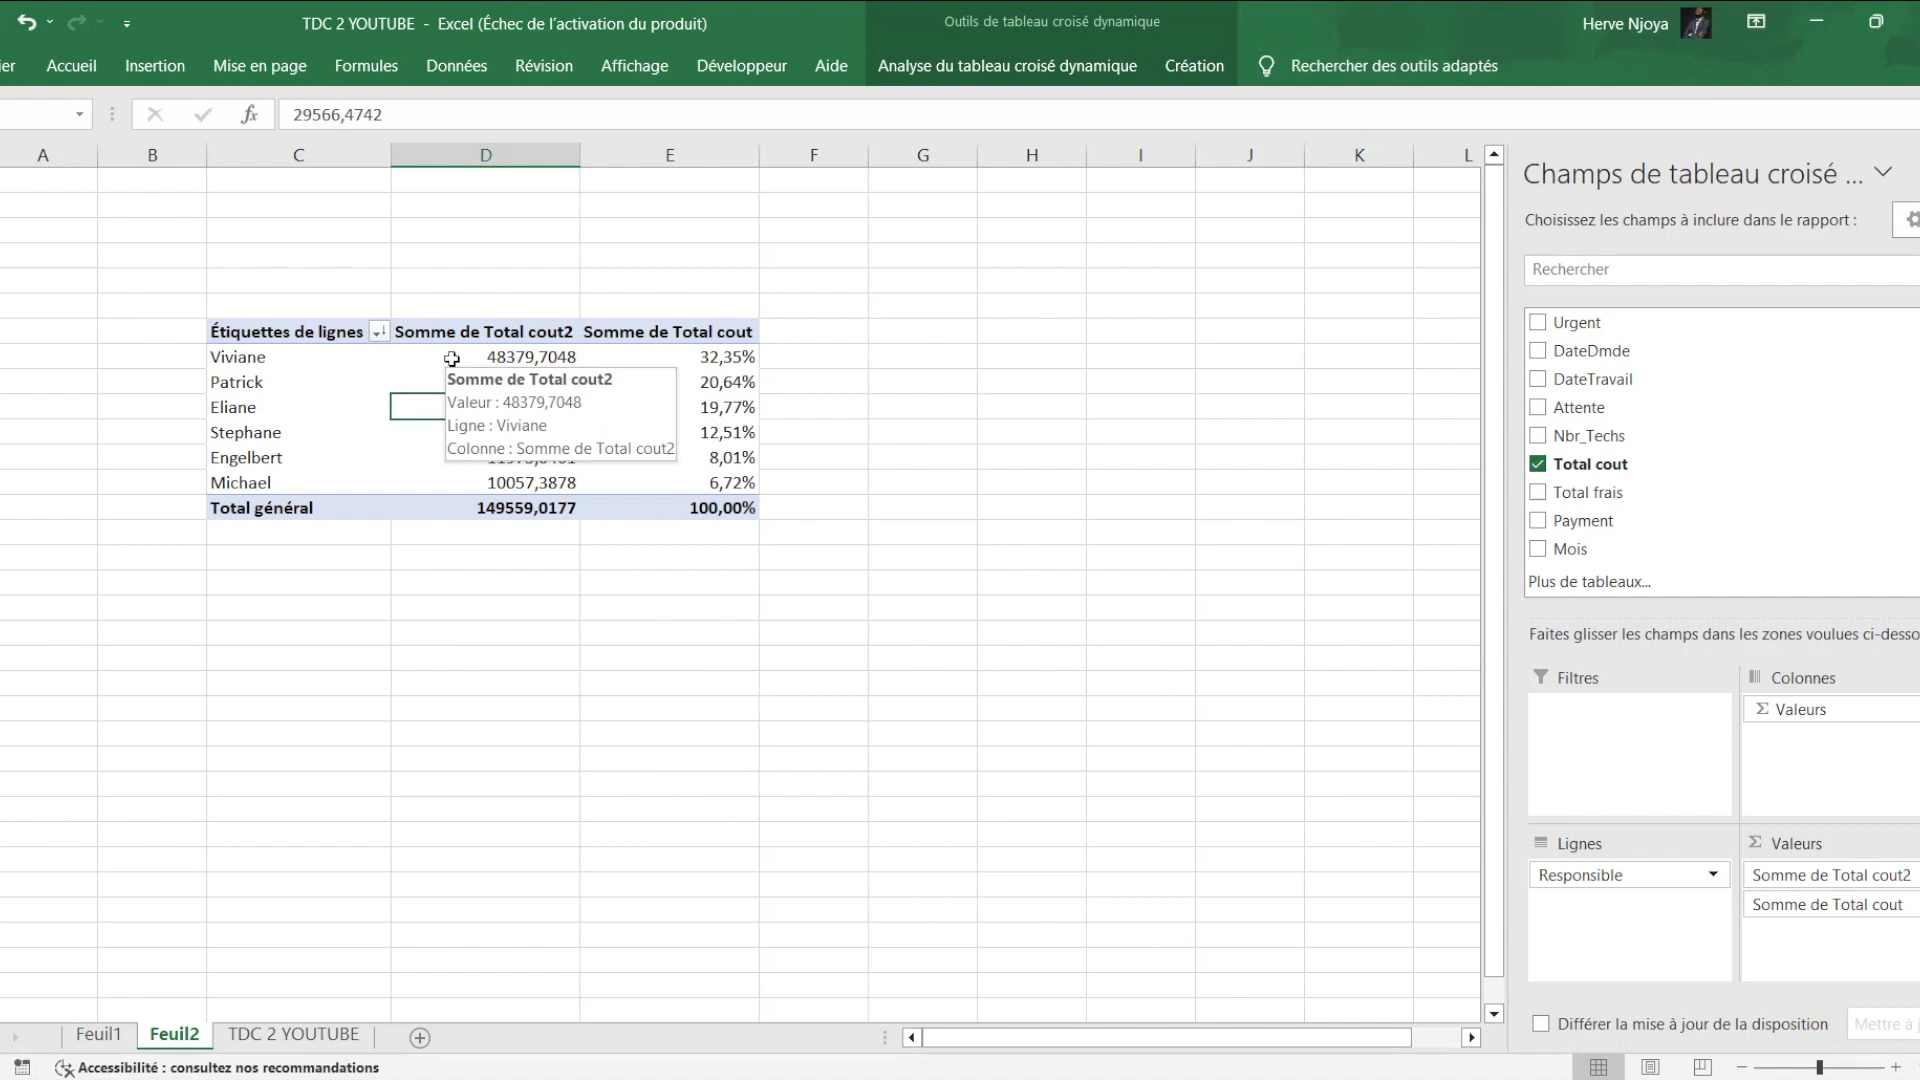 TDC 2 YOUTUBE - Excel (Échec de l'activation du produit)
Outils de tableau croisé dynamique
Herve Njoya
ier Accueil Insertion Mise en page Formules Données Révision Affichage Développeur Aide Analyse du tableau croisé dynamique Création Rechercher des outils adaptés
fx 29566,4742
A B C D E F G H I J K L
Étiquettes de lignes Somme de Total cout2 Somme de Total cout
Viviane 48379,7048 32,35%
Patrick 20,64%
Eliane 19,77%
Stephane 12,51%
Engelbert 8,01%
Michael 10057,3878 6,72%
Total général 149559,0177 100,00%
Somme de Total cout2
Valeur : 48379,7048
Ligne : Viviane
Colonne : Somme de Total cout2
Champs de tableau croisé ...
Choisissez les champs à inclure dans le rapport :
Rechercher
Urgent
DateDmde
DateTravail
Attente
Nbr_Techs
Total cout
Total frais
Payment
Mois
Plus de tableaux...
Faites glisser les champs dans les zones voulues ci-desso
Filtres
Colonnes
Σ Valeurs
Lignes
Responsible
Σ Valeurs
Somme de Total cout2
Somme de Total cout
Différer la mise à jour de la disposition
Mettre à j
Feuil1 Feuil2 TDC 2 YOUTUBE
Accessibilité : consultez nos recommandations